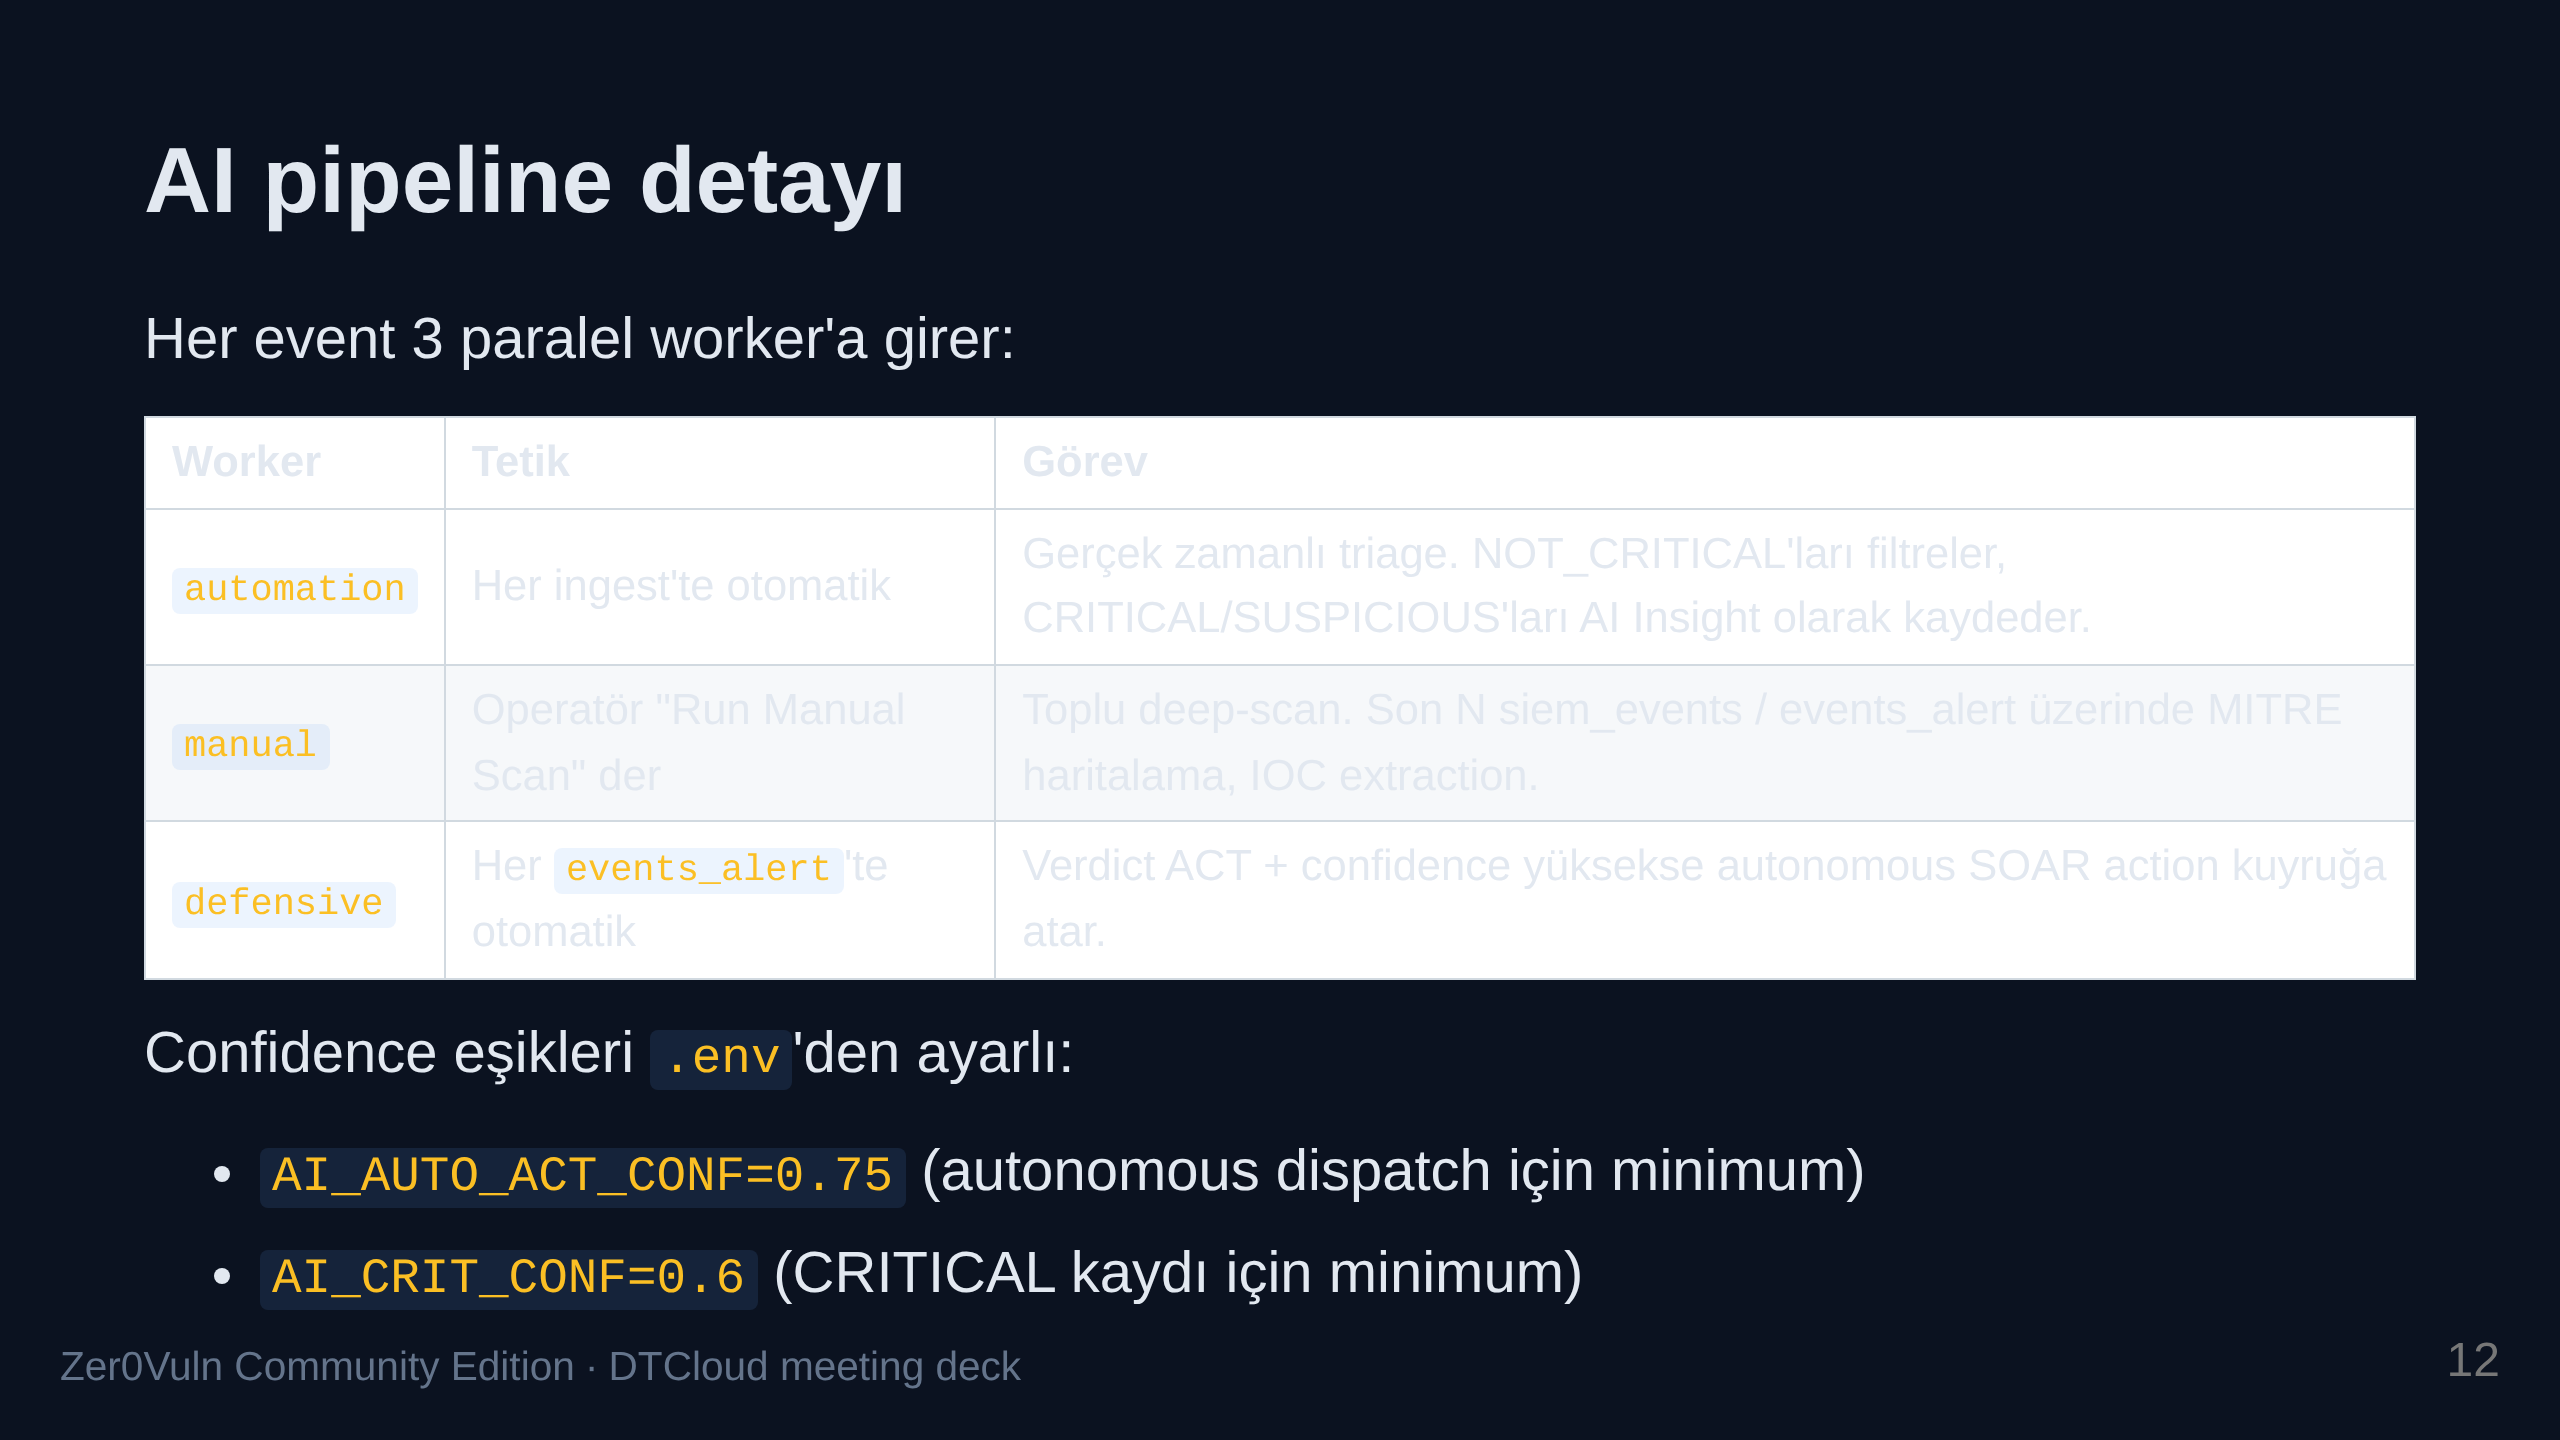 AI pipeline detayı
Her event 3 paralel worker'a girer:
Worker Tetik Görev
automation Her ingest'te otomatik Gerçek zamanlı triage. NOT_CRITICAL'ları filtreler,
CRITICAL/SUSPICIOUS'ları AI Insight olarak kaydeder.
manual Operatör "Run Manual
Scan" der
Toplu deep-scan. Son N siem_events / events_alert üzerinde MITRE
haritalama, IOC extraction.
defensive Her events_alert'te
otomatik
Verdict ACT + confidence yüksekse autonomous SOAR action kuyruğa
atar.
Confidence eşikleri .env'den ayarlı:
• AI_AUTO_ACT_CONF=0.75 (autonomous dispatch için minimum)
• AI_CRIT_CONF=0.6 (CRITICAL kaydı için minimum)
Zer0Vuln Community Edition · DTCloud meeting deck
12